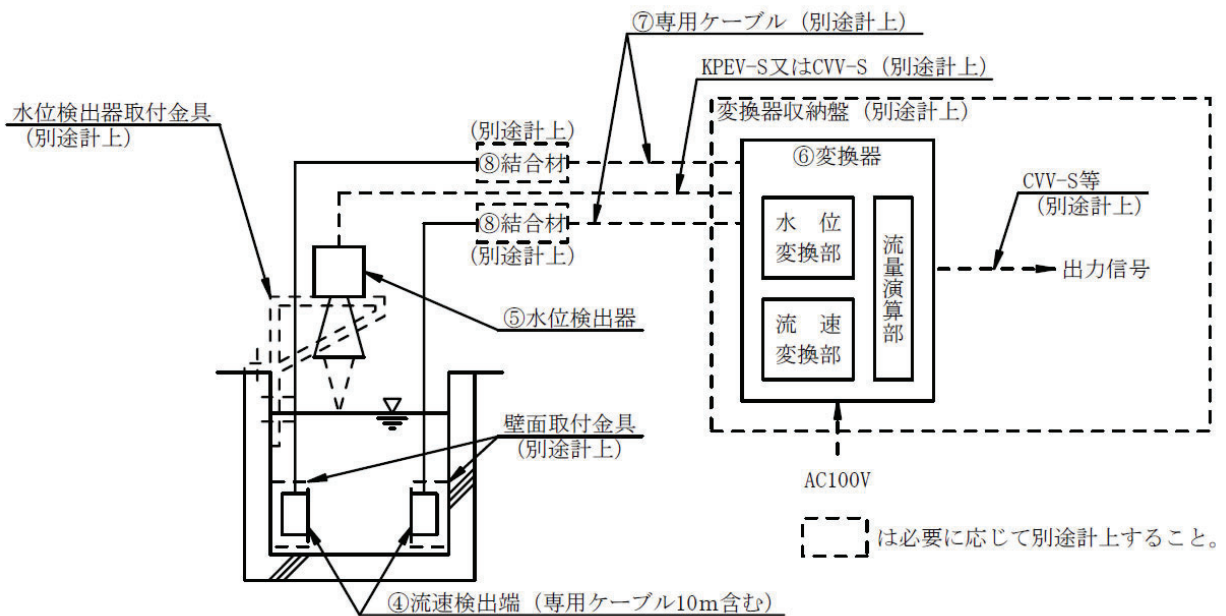 ⑦専用ケーブル (別途計上)
KPEV-S又はCVV-S (別途計上)
水位検出器取付金具
(別途計上)
変換器収納盤 (別途計上)
(別途計上)
⑧結合材
⑧結合材
(別途計上)
⑥変換器
水　位
変換部
流　速
変換部
流量演算部
CVV-S等
(別途計上)
出力信号
⑤水位検出器
壁面取付金具
(別途計上)
AC100V
は必要に応じて別途計上すること。
④流速検出端 (専用ケーブル10m含む)